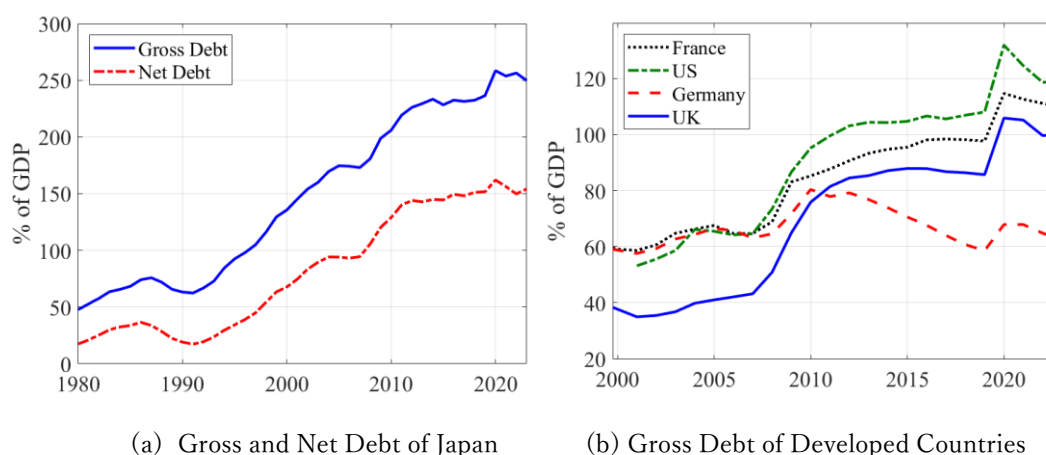 300
250
200
150
100
50
0
% of GDP
Gross Debt
Net Debt
1980
1990
2000
2010
2020
(a) Gross and Net Debt of Japan
120
100
80
60
40
20
% of GDP
France
US
Germany
UK
2000
2005
2010
2015
2020
(b) Gross Debt of Developed Countries